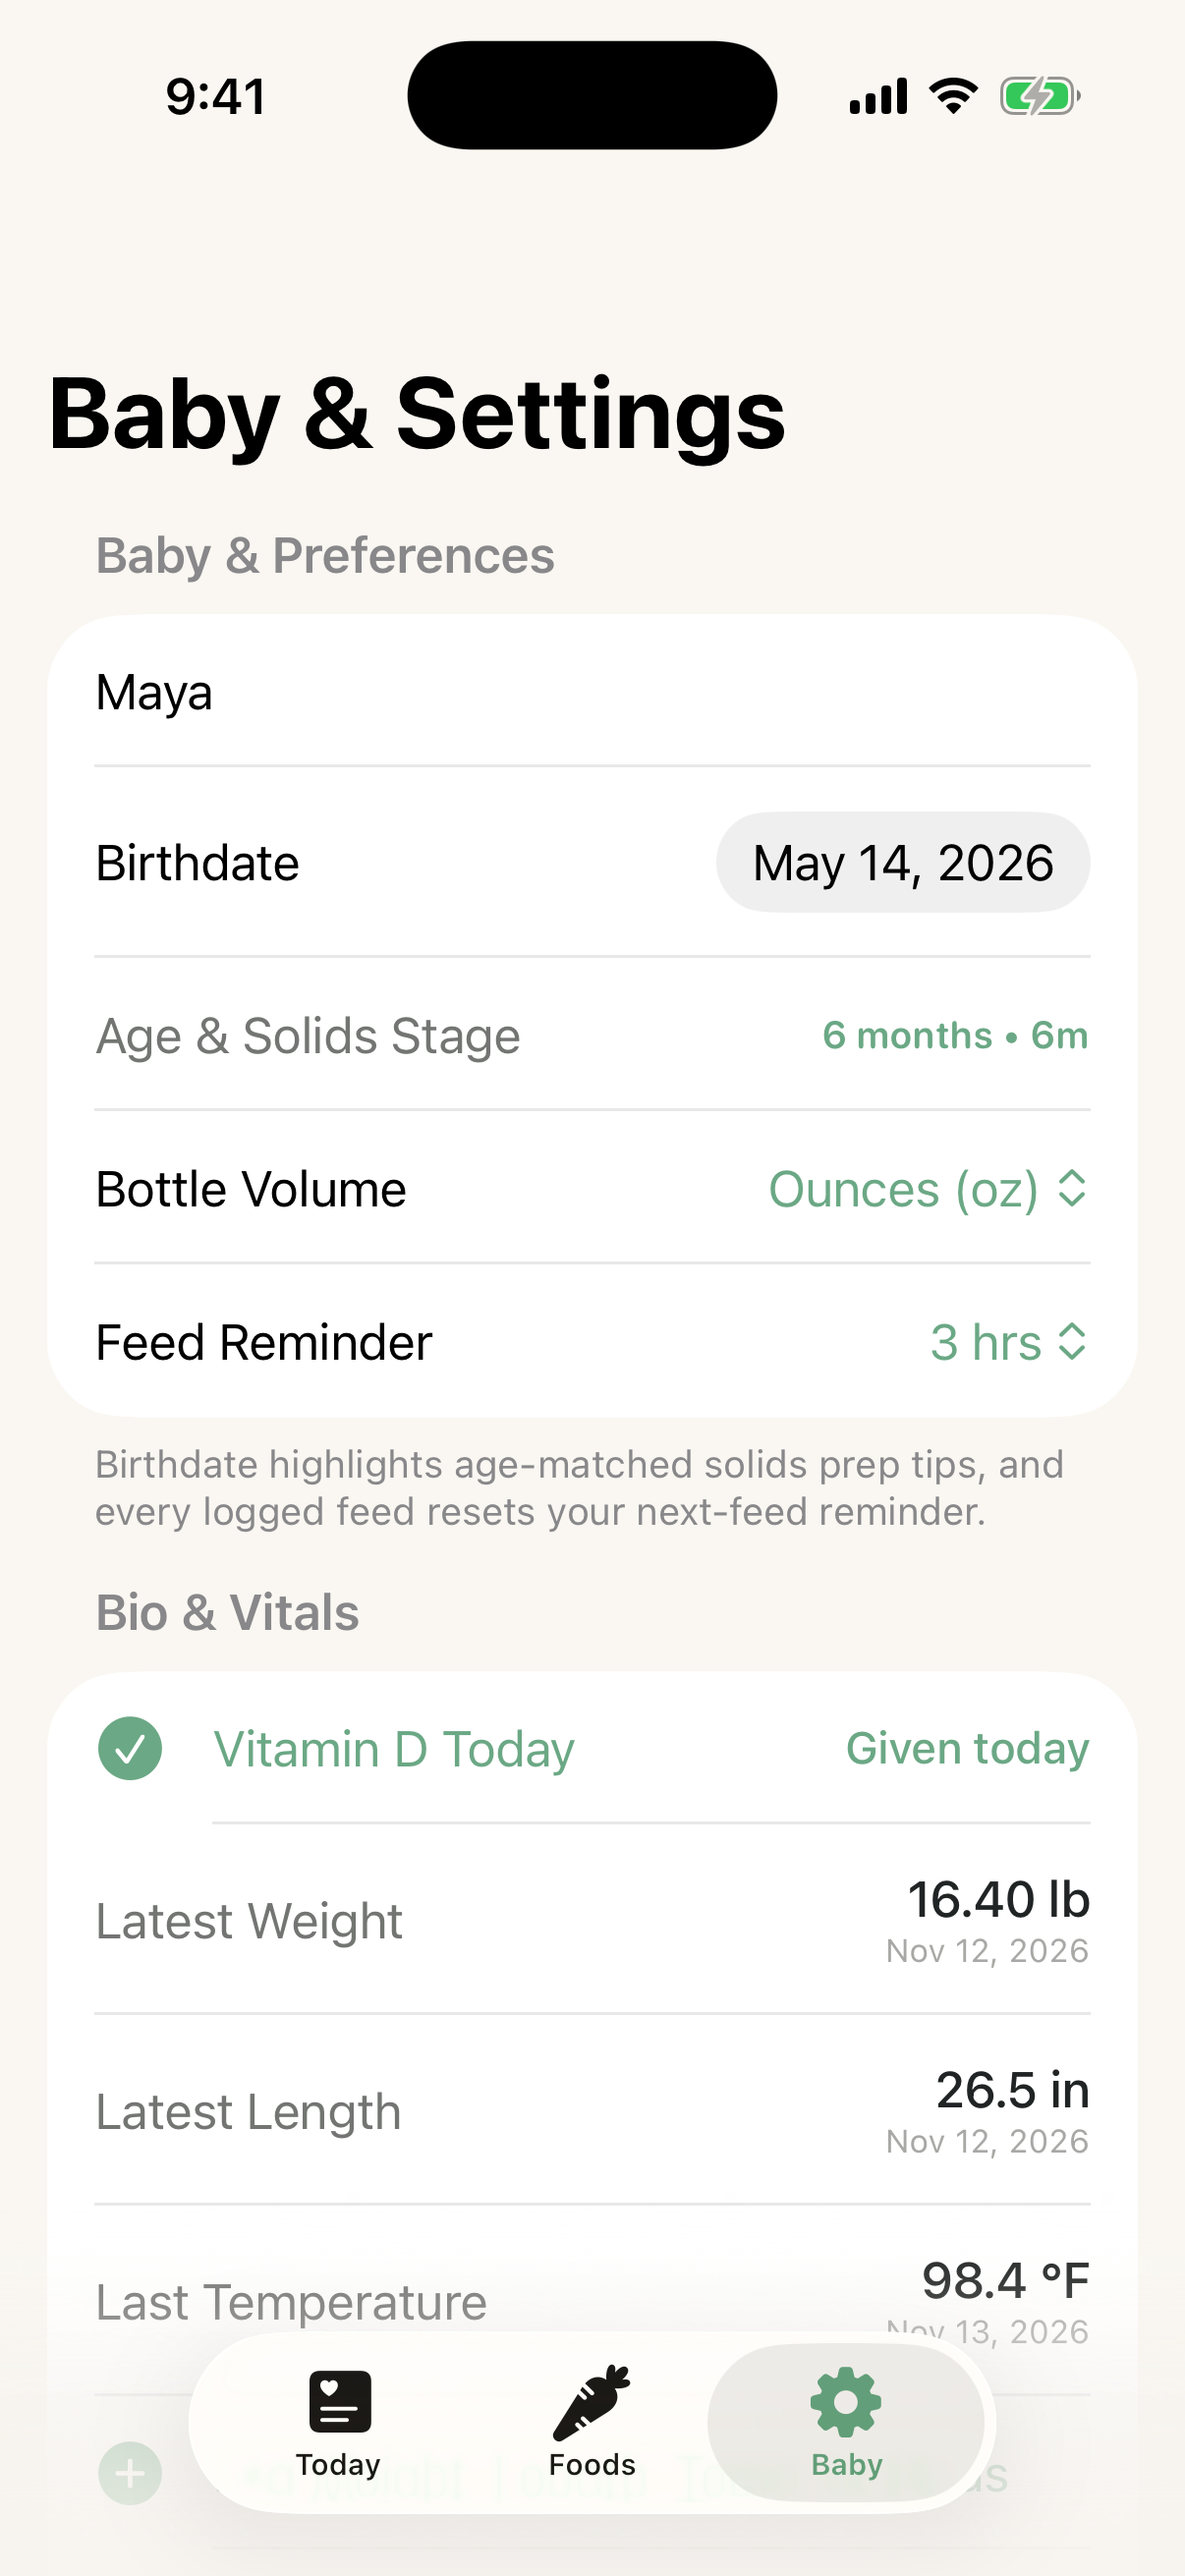 9:41
Baby & Settings
Baby & Preferences
Maya
Birthdate May 14, 2026
Age & Solids Stage 6 months • 6m
Bottle Volume Ounces (oz)
Feed Reminder 3 hrs
Birthdate highlights age-matched solids prep tips, and
every logged feed resets your next-feed reminder.
Bio & Vitals
Vitamin D Today Given today
Latest Weight 16.40 lb
Nov 12, 2026
Latest Length 26.5 in
Nov 12, 2026
Last Temperature 98.4 °F
Nov 13, 2026
Today Foods Baby